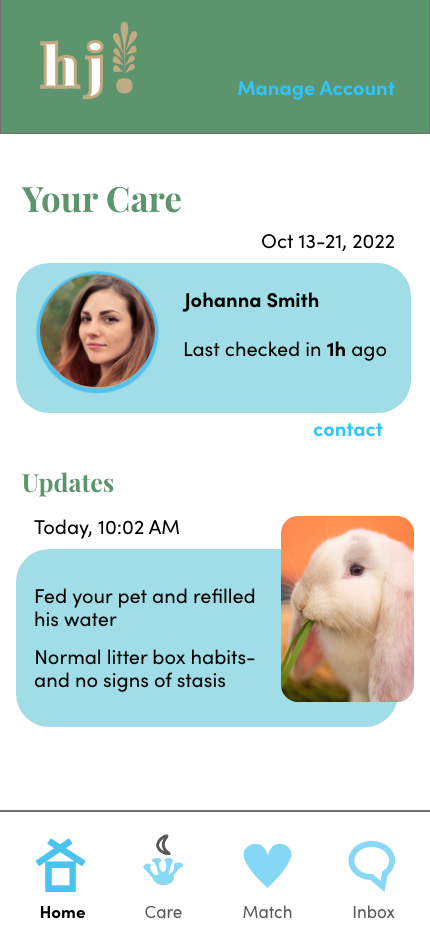 hj!
Manage Account
Your Care
Oct 13-21, 2022
Johanna Smith
Last checked in 1h ago
contact
Updates
Today, 10:02 AM
Fed your pet and refilled
his water
Normal litter box habits-
and no signs of stasis
Home
Care
Match
Inbox